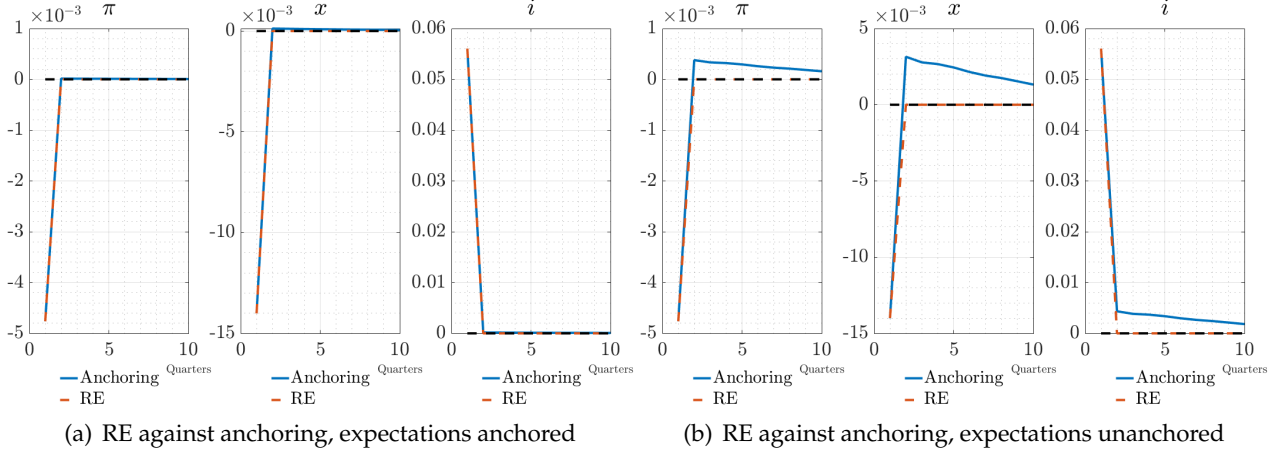 ×10⁻³ π
1
0
-1
-2
-3
-4
-5
0 5 10
Quarters
Anchoring
RE
×10⁻³ x
0
-5
-10
-15
0 5 10
Quarters
Anchoring
RE
i
0.06
0.05
0.04
0.03
0.02
0.01
0
0 5 10
Quarters
Anchoring
RE
(a) RE against anchoring, expectations anchored
×10⁻³ π
1
0
-1
-2
-3
-4
-5
0 5 10
Quarters
Anchoring
RE
×10⁻³ x
5
0
-5
-10
-15
0 5 10
Quarters
Anchoring
RE
i
0.06
0.05
0.04
0.03
0.02
0.01
0
0 5 10
Quarters
Anchoring
RE
(b) RE against anchoring, expectations unanchored